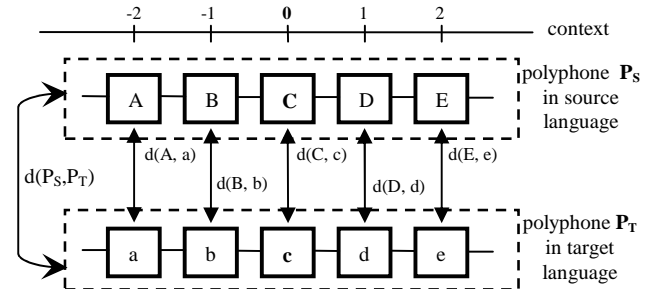 -2 -1 0 1 2
context
polyphone P_S
in source
language
A B C D E
d(A, a) d(C, c) d(E, e)
d(P_S,P_T)
d(B, b) d(D, d)
polyphone P_T
in target
language
a b c d e